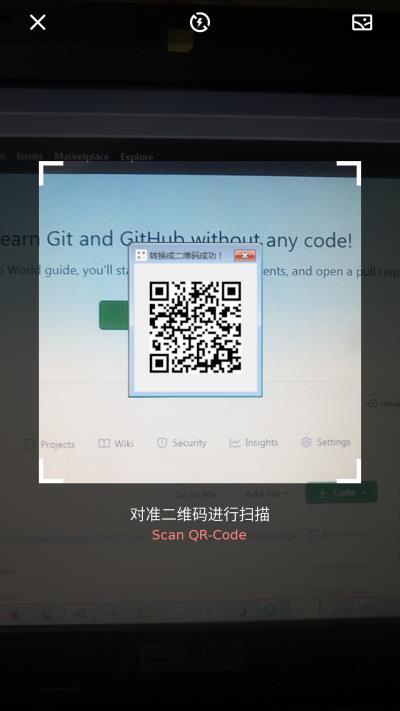 Issues Marketplace Explore
earn Git and GitHub without any code!
转换成二维码成功！
World guide, you'll sta
ents, and open a pull requ
Projects Wiki Security Insights Settings
Go to file Add file Code
对准二维码进行扫描
Scan QR-Code